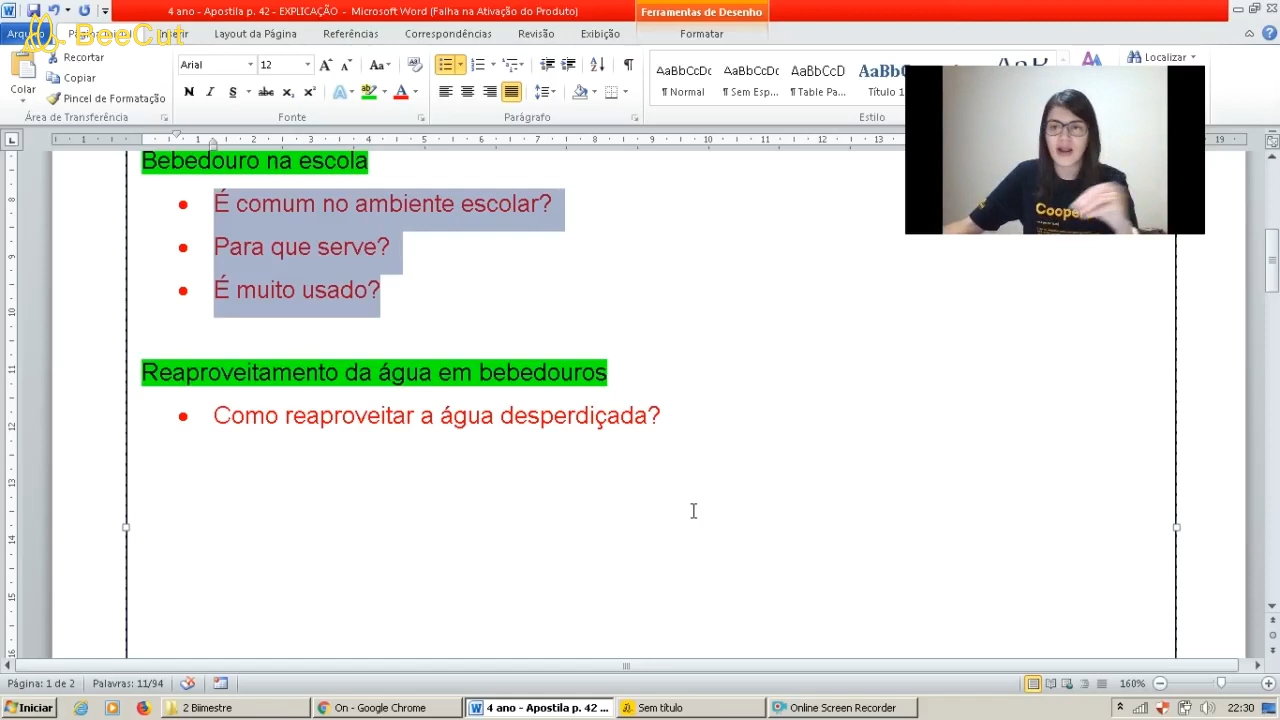 4 ano - Apostila p. 42 - EXPLICAÇÃO - Microsoft Word (Falha na Ativação do Produto)
Ferramentas de Desenho
BeeCut
Layout da Página
Referências
Correspondências
Revisão
Exibição
Formatar
Recortar
Copiar
Pincel de Formatação
Colar
Área de Transferência
Arial
12
Fonte
Parágrafo
AaBbCcDc
AaBbCcDc
AaBbCcD
¶ Normal
¶ Sem Esp...
¶ Table Pa...
Título 1
Estilo
Localizar
Bebedouro na escola
• É comum no ambiente escolar?
• Para que serve?
• É muito usado?
Reaproveitamento da água em bebedouros
• Como reaproveitar a água desperdiçada?
Página: 1 de 2
Palavras: 11/94
160%
Iniciar
2 Bimestre
On - Google Chrome
4 ano - Apostila p. 42 ...
Sem título
Online Screen Recorder
22:30